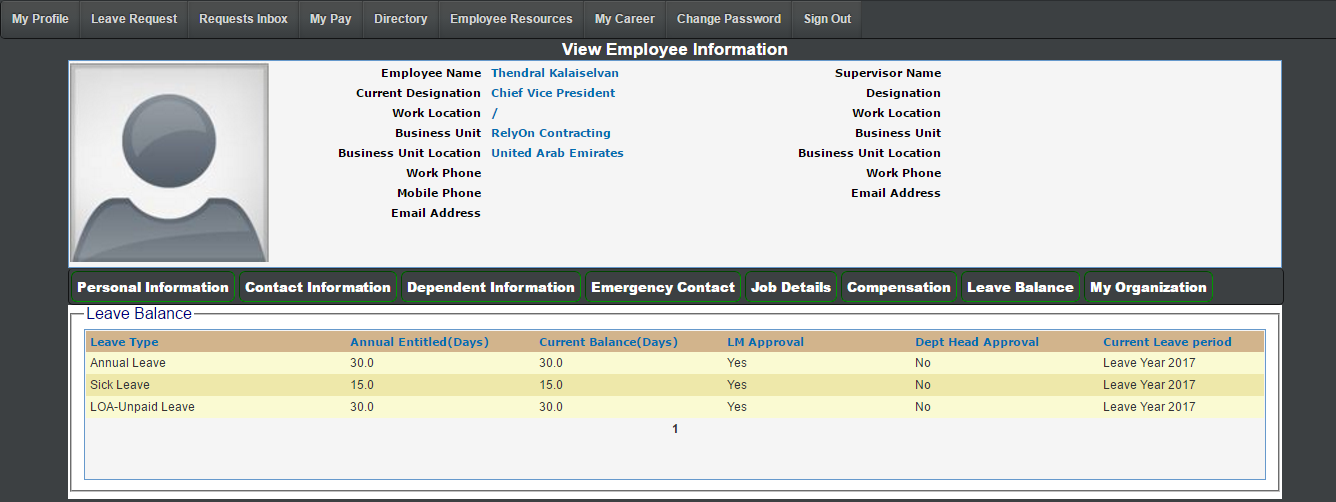 My Profile Leave Request Requests Inbox My Pay Directory Employee Resources My Career Change Password Sign Out
View Employee Information
Employee Name Thendral Kalaiselvan Supervisor Name
Current Designation Chief Vice President Designation
Work Location / Work Location
Business Unit RelyOn Contracting Business Unit
Business Unit Location United Arab Emirates Business Unit Location
Work Phone Work Phone
Mobile Phone Email Address
Email Address
Personal Information Contact Information Dependent Information Emergency Contact Job Details Compensation Leave Balance My Organization
Leave Balance
Leave Type Annual Entitled(Days) Current Balance(Days) LM Approval Dept Head Approval Current Leave period
Annual Leave 30.0 30.0 Yes No Leave Year 2017
Sick Leave 15.0 15.0 Yes No Leave Year 2017
LOA-Unpaid Leave 30.0 30.0 Yes No Leave Year 2017
1